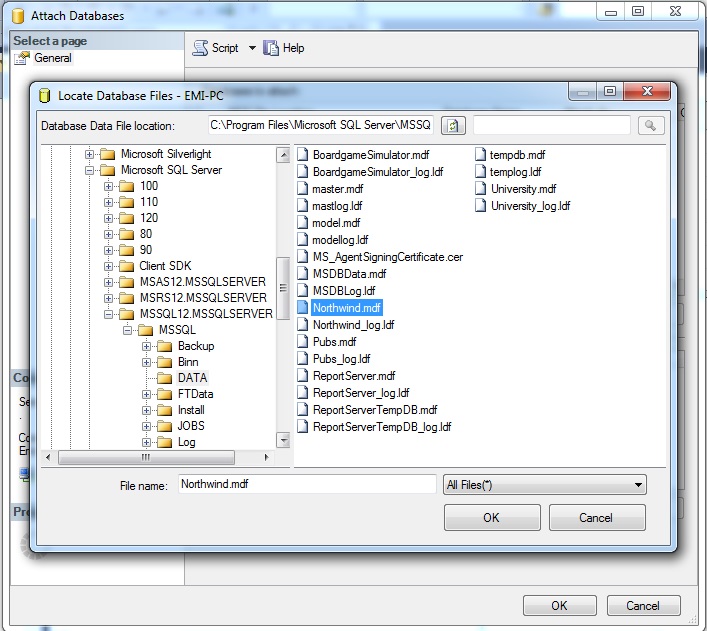 Attach Databases
Select a page
General
Script
Help
Locate Database Files - EMI-PC
Database Data File location:
C:\Program Files\Microsoft SQL Server\MSSQ
Microsoft Silverlight
Microsoft SQL Server
100
110
120
80
90
Client SDK
MSAS12.MSSQLSERVER
MSRS12.MSSQLSERVER
MSSQL12.MSSQLSERVER
MSSQL
Backup
Binn
DATA
FTData
Install
JOBS
Log
BoardgameSimulator.mdf
BoardgameSimulator_log.ldf
master.mdf
mastlog.ldf
model.mdf
modellog.ldf
MS_AgentSigningCertificate.cer
MSDBData.mdf
MSDBLog.ldf
Northwind.mdf
Northwind_log.ldf
Pubs.mdf
Pubs_log.ldf
ReportServer.mdf
ReportServer_log.ldf
ReportServerTempDB.mdf
ReportServerTempDB_log.ldf
tempdb.mdf
templog.ldf
University.mdf
University_log.ldf
File name:
Northwind.mdf
All Files(*)
OK
Cancel
Co
Se
Co
En
Pr
OK
Cancel